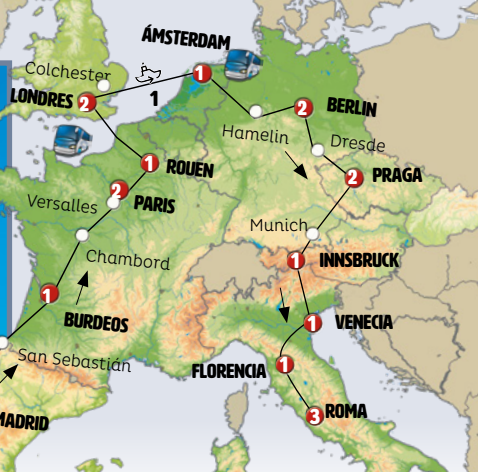 ÁMSTERDAM
1
Colchester
LONDRES 2
1
2 BERLIN
Hamelin
Dresde
1 ROUEN
2 PRAGA
2 PARIS
Versalles
Munich
Chambord
1 INNSBRUCK
1
BURDEOS
1 VENECIA
San Sebastián
FLORENCIA 1
MADRID
3 ROMA